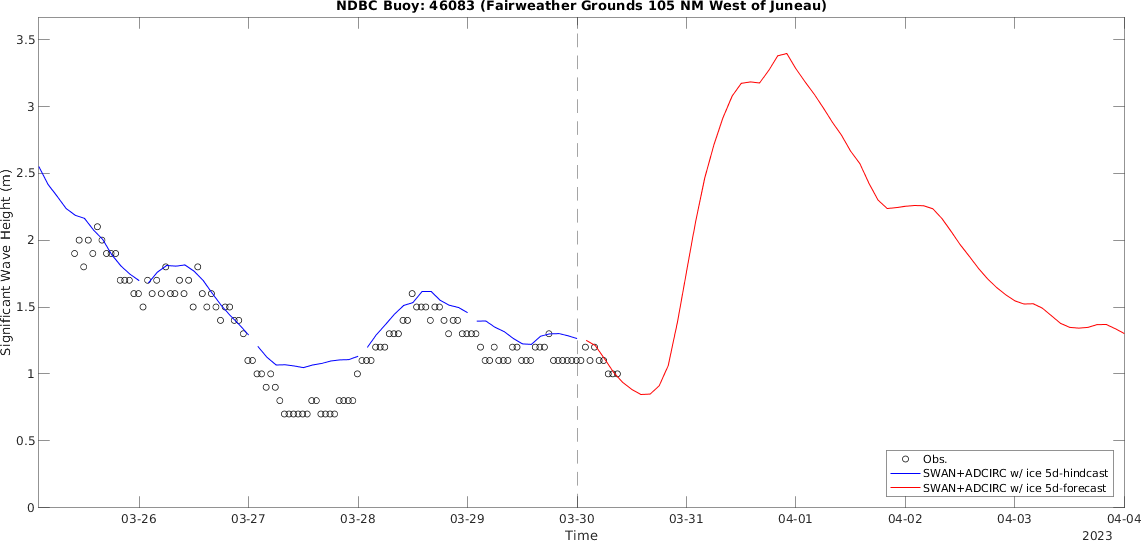 NDBC Buoy: 46083 (Fairweather Grounds 105 NM West of Juneau)
Significant Wave Height (m)
3.5
3
2.5
2
1.5
1
0.5
0
03-26 03-27 03-28 03-29 03-30 03-31 04-01 04-02 04-03 04-04
Time
2023
Obs.
SWAN+ADCIRC w/ ice 5d-hindcast
SWAN+ADCIRC w/ ice 5d-forecast